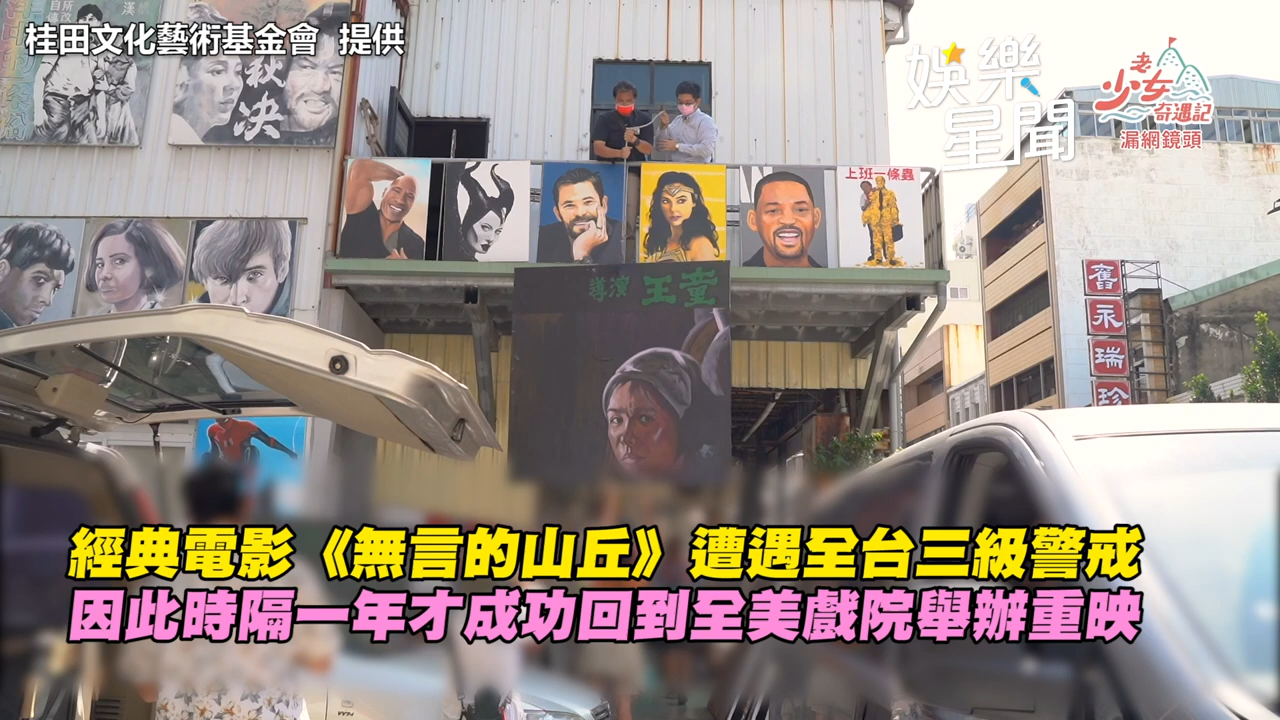 桂田文化藝術基金會 提供
娛樂
星聞
老
少女
奇遇記
漏網鏡頭
秋決
上班一條蟲
導演 王童
舊
永
瑞
珍
經典電影《無言的山丘》遭遇全台三級警戒
因此時隔一年才成功回到全美戲院舉辦重映